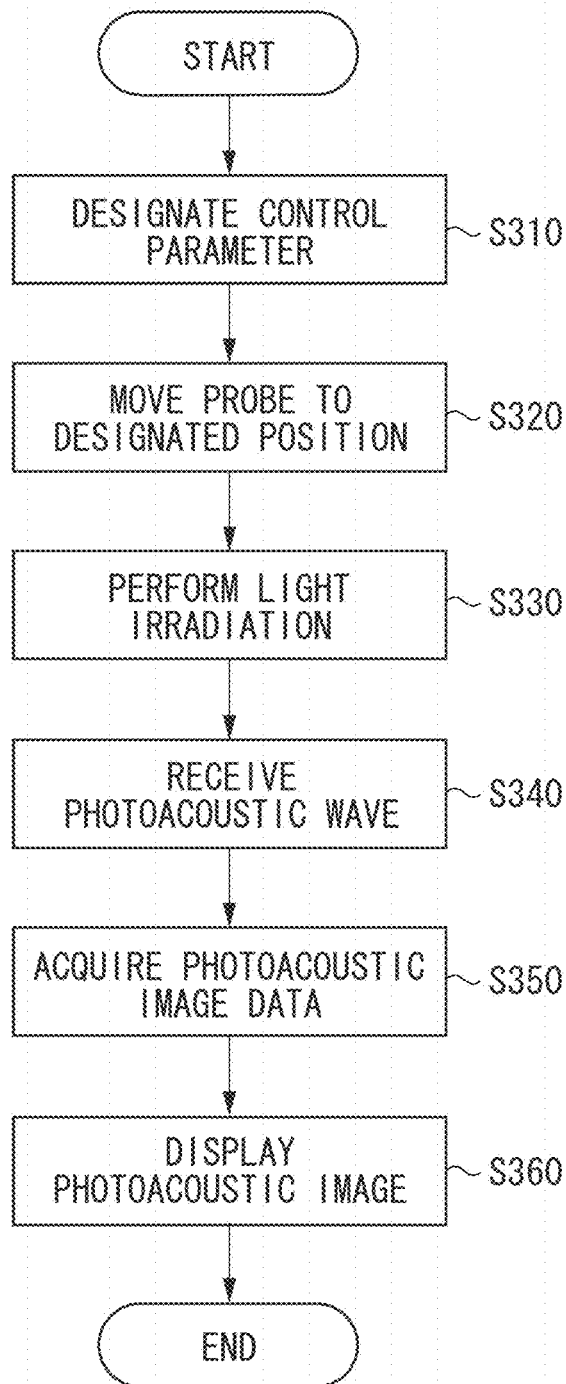 START
DESIGNATE CONTROL
PARAMETER
S310
MOVE PROBE TO
DESIGNATED POSITION
S320
PERFORM LIGHT
IRRADIATION
S330
RECEIVE
PHOTOACOUSTIC WAVE
S340
ACQUIRE PHOTOACOUSTIC
IMAGE DATA
S350
DISPLAY
PHOTOACOUSTIC IMAGE
S360
END